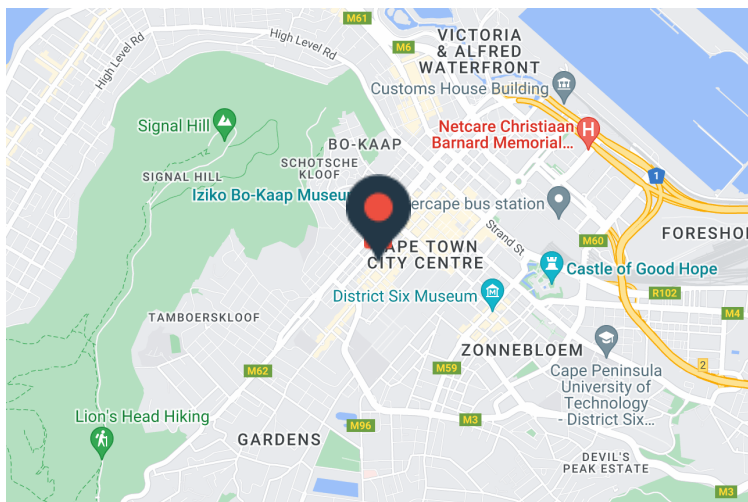 M61
High Level Rd
High Level Rd
M6
VICTORIA
& ALFRED
WATERFRONT
Customs House Building
Signal Hill
Netcare Christiaan
Barnard Memorial...
BO-KAAP
SCHOTSCHE
KLOOF
SIGNAL HILL
1
Iziko Bo-Kaap
bus station
Strand St
M60
TOWN
CITY CENTRE
Castle of Good Hope
District Six Museum
R102
M4
TAMBOERSKLOOF
ZONNEBLOEM
2
M62
M59
Cape Peninsula
University of
Technology
- District Six...
Lion's Head Hiking
M96
M3
GARDENS
DEVIL'S
PEAK ESTATE
M3